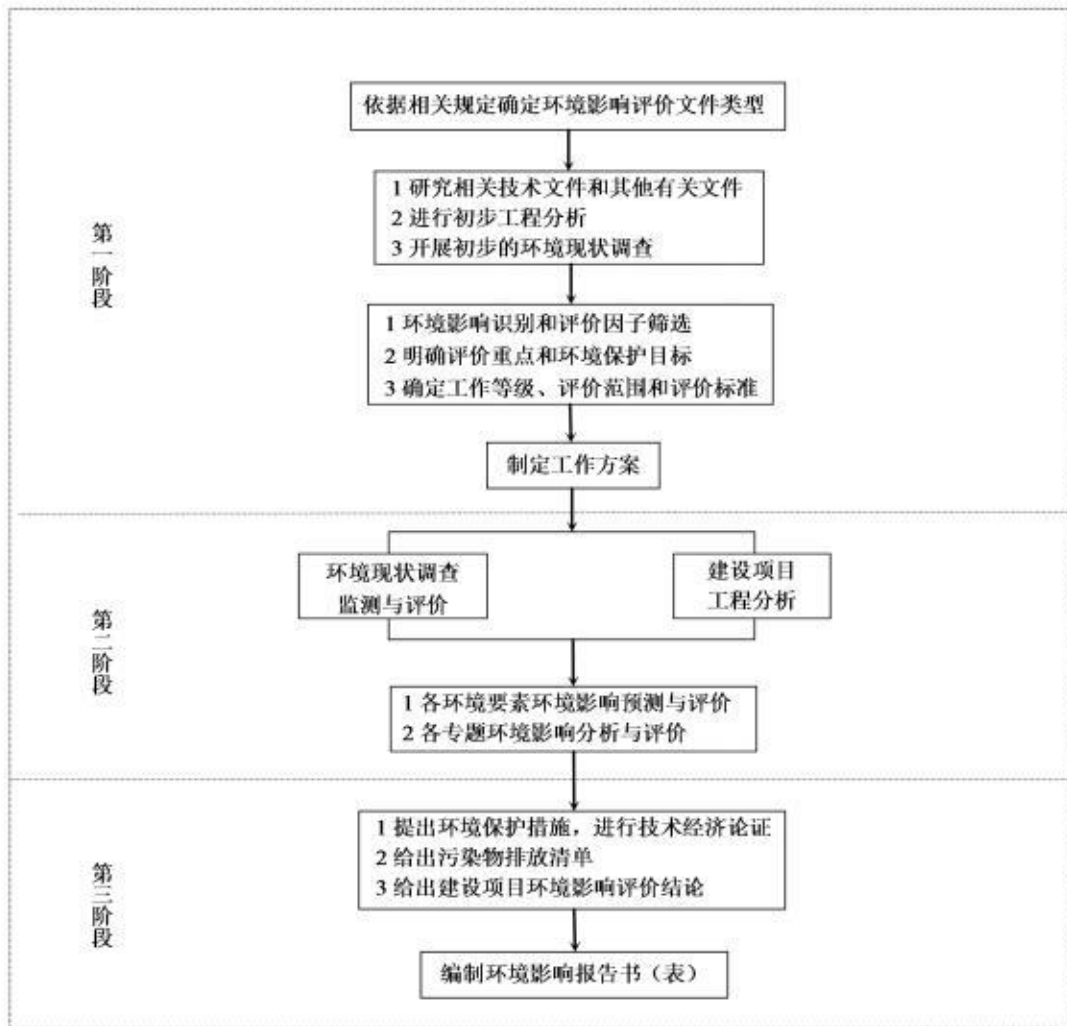 第一阶段
依据相关规定确定环境影响评价文件类型
1 研究相关技术文件和其他有关文件
2 进行初步工程分析
3 开展初步的环境现状调查
1 环境影响识别和评价因子筛选
2 明确评价重点和环境保护目标
3 确定工作等级、评价范围和评价标准
制定工作方案
第二阶段
环境现状调查
监测与评价
建设项目
工程分析
1 各环境要素环境影响预测与评价
2 各专题环境影响分析与评价
第三阶段
1 提出环境保护措施，进行技术经济论证
2 给出污染物排放清单
3 给出建设项目环境影响评价结论
编制环境影响报告书（表）